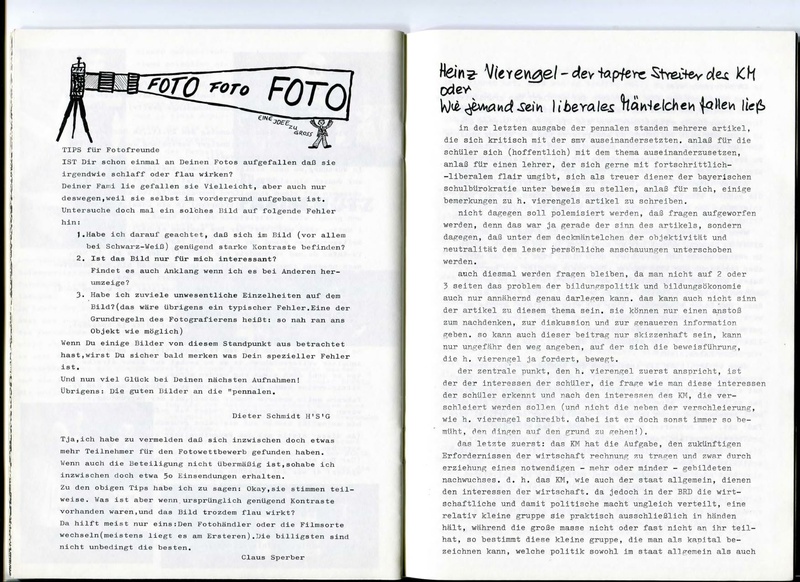 FOTO FOTO FOTO
EINE IDEE ZU GROSS
TIPS für Fotofreunde
IST Dir schon einmal an Deinen Fotos aufgefallen daß sie
irgendwie schlaff oder flau wirken?
Deiner Fami lie gefallen sie Vielleicht, aber auch nur
deswegen,weil sie selbst im vordergrund aufgebaut ist.
Untersuche doch mal ein solches Bild auf folgende Fehler
hin:
1.Habe ich darauf geachtet, daß sich im Bild (vor allem
bei Schwarz-Weiß) genügend starke Kontraste befinden?
2. Ist das Bild nur für mich interessant?
Findet es auch Anklang wenn ich es bei Anderen her-
umzeige?
3. Habe ich zuviele unwesentliche Einzelheiten auf dem
Bild?(das wäre übrigens ein typischer Fehler.Eine der
Grundregeln des Fotografierens heißt: so nah ran ans
Objekt wie möglich)
Wenn Du einige Bilder von diesem Standpunkt aus betrachtet
hast,wirst Du sicher bald merken was Dein spezieller Fehler
ist.
Und nun viel Glück bei Deinen nächsten Aufnahmen!
Übrigens: Die guten Bilder an die "pennalen.
Dieter Schmidt H'S'G
Tja,ich habe zu vermelden daß sich inzwischen doch etwas
mehr Teilnehmer für den Fotowettbewerb gefunden haben.
Wenn auch die Beteiligung nicht übermäßig ist,sohabe ich
inzwischen doch etwa 5o Einsendungen erhalten.
Zu den obigen Tips habe ich zu sagen: Okay,sie stimmen teil-
weise. Was ist aber wenn ursprünglich genügend Kontraste
vorhanden waren,und das Bild trozdem flau wirkt?
Da hilft meist nur eins:Den Fotohändler oder die Filmsorte
wechseln(meistens liegt es am Ersteren).Die billigsten sind
nicht unbedingt die besten.
Claus Sperber
Heinz Vierengel - der tapfere Streiter des KM
oder
Wie jemand sein liberales Mäntelchen fallen ließ
in der letzten ausgabe der pennalen standen mehrere artikel,
die sich kritisch mit der smv auseinandersetzten. anlaß für die
schüler sich (hoffentlich) mit dem thema auseinanderzusetzen,
anlaß für einen lehrer, der sich gerne mit fortschrittlich-
-liberalem flair umgibt, sich als treuer diener der bayerischen
schulbürokratie unter beweis zu stellen, anlaß für mich, einige
bemerkungen zu h. vierengels artikel zu schreiben.
nicht dagegen soll polemisiert werden, daß fragen aufgeworfen
werden, denn das war ja gerade der sinn des artikels, sondern
dagegen, daß unter dem deckmäntelchen der objektivität und
neutralität dem leser persönliche anschauungen unterschoben
werden.
auch diesmal werden fragen bleiben, da man nicht auf 2 oder
3 seiten das problem der bildungspolitik und bildungsökonomie
auch nur annähernd genau darlegen kann. das kann auch nicht sinn
der artikel zu diesem thema sein. sie können nur einen anstoß
zum nachdenken, zur diskussion und zur genaueren information
geben. so kann auch dieser beitrag nur skizzenhaft sein, kann
nur ungefähr den weg angeben, auf der sich die beweisführung,
die h. vierengel ja fordert, bewegt.
der zentrale punkt, den h. vierengel zuerst anspricht, ist
der der interessen der schüler, die frage wie man diese interessen
der schüler erkennt und nach den interessen des KM, die ver-
schleiert werden sollen (und nicht die neben der verschleierung,
wie h. vierengel schreibt. dabei ist er doch sonst immer so be-
müht, den dingen auf den grund zu gehen!).
das letzte zuerst: das KM hat die Aufgabe, den zukünftigen
Erfordernissen der wirtschaft rechnung zu tragen und zwar durch
erziehung eines notwendigen - mehr oder minder - gebildeten
nachwuchses. d. h. das KM, wie auch der staat allgemein, dienen
den interessen der wirtschaft. da jedoch in der BRD die wirt-
schaftliche und damit politische macht ungleich verteilt, eine
relativ kleine gruppe sie praktisch ausschließlich in händen
hält, während die große masse nicht oder fast nicht an ihr teil-
hat, so bestimmt diese kleine gruppe, die man als kapital be-
zeichnen kann, welche politik sowohl im staat allgemein als auch